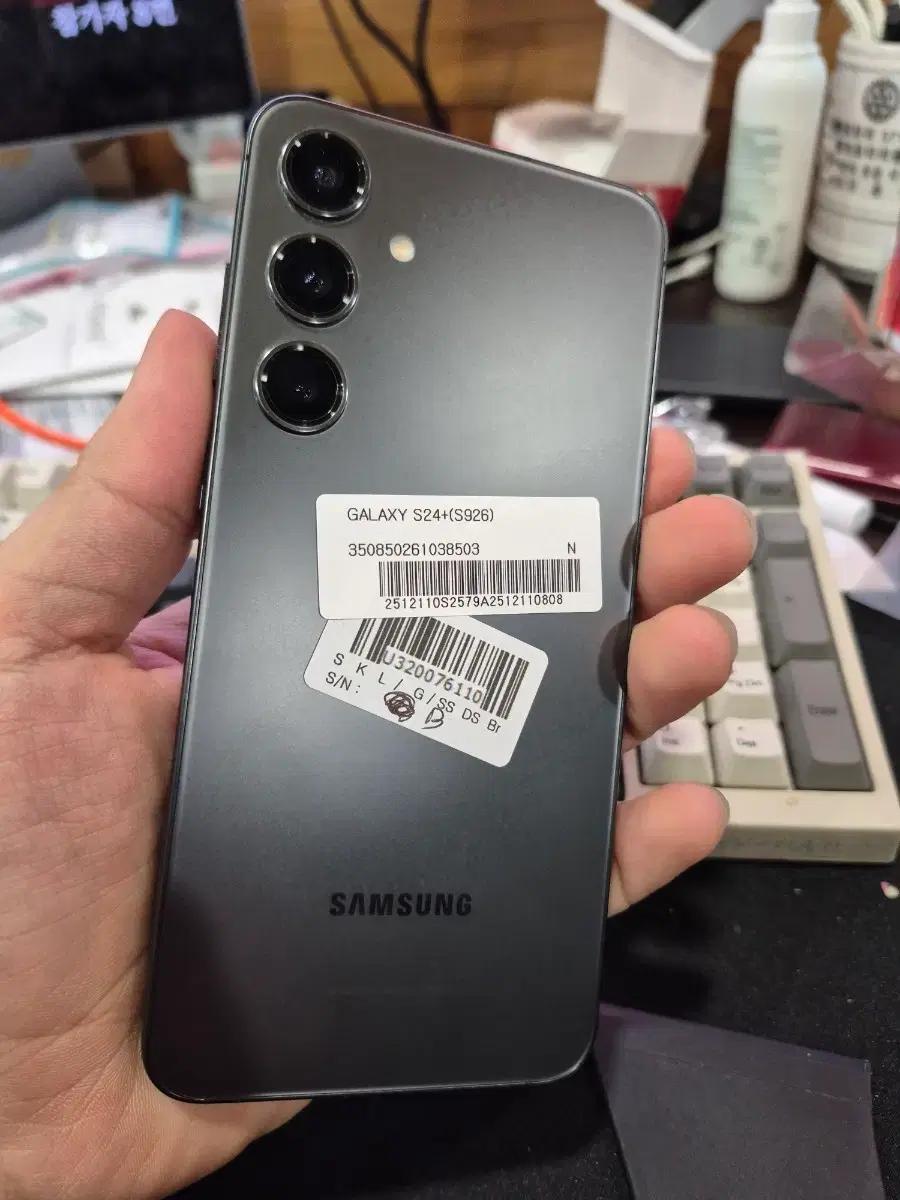 GALAXY S24+(S926)
350850261038503 N
2512110S2579A2512110808
U320076110
S K L / G/SS DS Br
S/N :
B
SAMSUNG